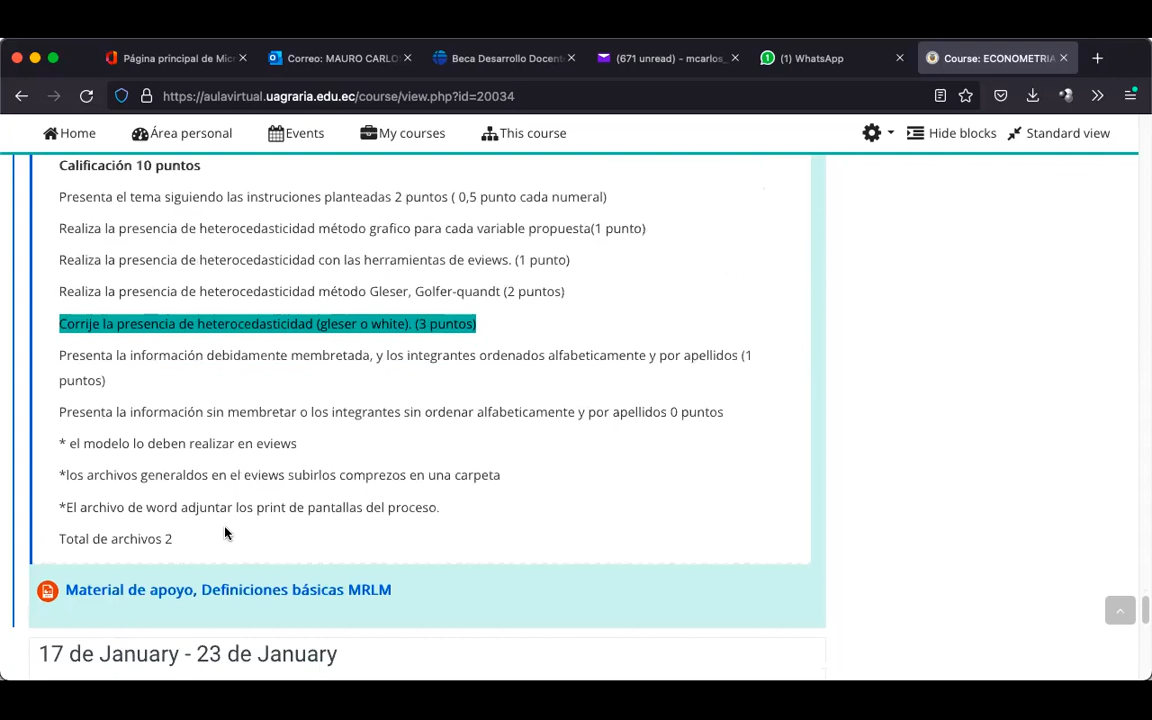 Página principal de Mic
Correo: MAURO CARLO
Beca Desarrollo Docent
(671 unread) - mcarlos_
(1) WhatsApp
Course: ECONOMETRIA
https://aulavirtual.uagraria.edu.ec/course/view.php?id=20034
Home
Área personal
Events
My courses
This course
Hide blocks
Standard view
Calificación 10 puntos
Presenta el tema siguiendo las instruciones planteadas 2 puntos ( 0,5 punto cada numeral)
Realiza la presencia de heterocedasticidad método grafico para cada variable propuesta(1 punto)
Realiza la presencia de heterocedasticidad con las herramientas de eviews. (1 punto)
Realiza la presencia de heterocedasticidad método Gleser, Golfer-quandt (2 puntos)
Corrije la presencia de heterocedasticidad (gleser o white). (3 puntos)
Presenta la información debidamente membretada, y los integrantes ordenados alfabeticamente y por apellidos (1
puntos)
Presenta la información sin membretar o los integrantes sin ordenar alfabeticamente y por apellidos 0 puntos
* el modelo lo deben realizar en eviews
*los archivos generaldos en el eviews subirlos comprezos en una carpeta
*El archivo de word adjuntar los print de pantallas del proceso.
Total de archivos 2
Material de apoyo, Definiciones básicas MRLM
17 de January - 23 de January